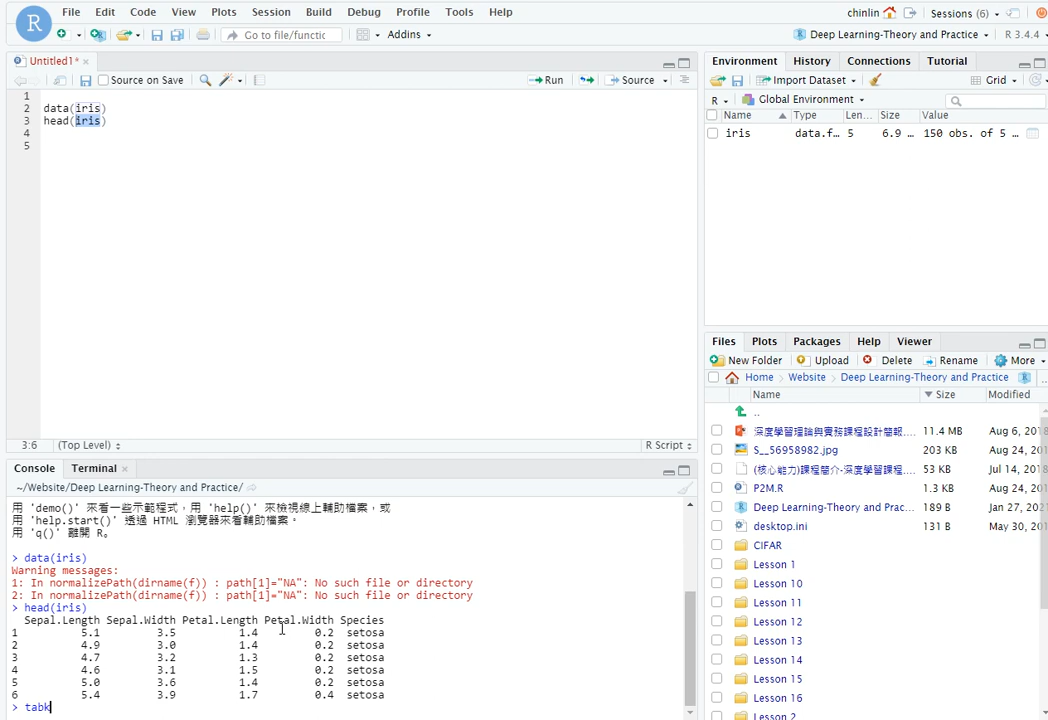 File Edit Code View Plots Session Build Debug Profile Tools Help
chinlin Sessions (6)
R Go to file/functic Addins Deep Learning-Theory and Practice R 3.4.4
Untitled1*
Source on Save Run Source
1
2 data(iris)
3 head(iris)
4
5
3:6 (Top Level) R Script
Console Terminal
~/Website/Deep Learning-Theory and Practice/
用 'demo()' 來看一些示範程式，用 'help()' 來檢視線上輔助檔案，或
用 'help.start()' 透過 HTML 瀏覽器來看輔助檔案。
用 'q()' 離開 R。
> data(iris)
Warning messages:
1: In normalizePath(dirname(f)) : path[1]="NA": No such file or directory
2: In normalizePath(dirname(f)) : path[1]="NA": No such file or directory
> head(iris)
Sepal.Length Sepal.Width Petal.Length Petal.Width Species
1 5.1 3.5 1.4 0.2 setosa
2 4.9 3.0 1.4 0.2 setosa
3 4.7 3.2 1.3 0.2 setosa
4 4.6 3.1 1.5 0.2 setosa
5 5.0 3.6 1.4 0.2 setosa
6 5.4 3.9 1.7 0.4 setosa
> tabk
Environment History Connections Tutorial
Import Dataset Grid
R Global Environment
Name Type Len... Size Value
iris data.f... 5 6.9 ... 150 obs. of 5 ...
Files Plots Packages Help Viewer
New Folder Upload Delete Rename More
Home Website Deep Learning-Theory and Practice ...
Name Size Modified
..
深度學習理論與實務課程設計簡報.... 11.4 MB Aug 6, 201
S__56958982.jpg 203 KB Aug 24, 20
(核心能力)課程簡介-深度學習課程.... 53 KB Jul 14, 2018
P2M.R 1.3 KB Aug 24, 20
Deep Learning-Theory and Prac... 189 B Jan 27, 202
desktop.ini 131 B May 30, 201
CIFAR
Lesson 1
Lesson 10
Lesson 11
Lesson 12
Lesson 13
Lesson 14
Lesson 15
Lesson 16
Lesson 2